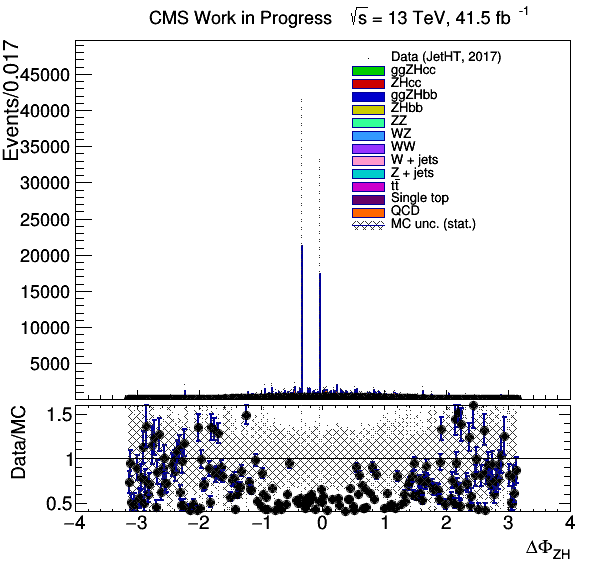 CMS Work in Progress √s = 13 TeV, 41.5 fb⁻¹
Events/0.017
45000
40000
35000
30000
25000
20000
15000
10000
5000
Data (JetHT, 2017)
ggZHcc
ZHcc
ggZHbb
ZHbb
ZZ
WZ
WW
W + jets
Z + jets
tt̄
Single top
QCD
MC unc. (stat.)
Data/MC
1.5
1
0.5
−4 −3 −2 −1 0 1 2 3 4
ΔΦ_ZH